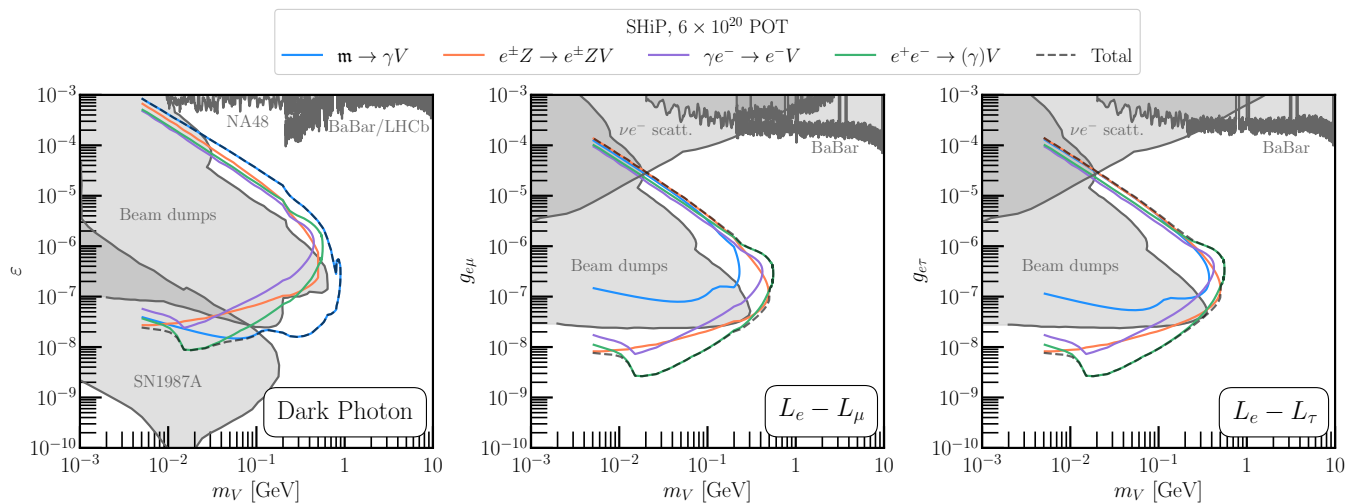 SHiP, 6 × 10²⁰ POT
𝔪 → γV e±Z → e±ZV γe⁻ → e⁻V e⁺e⁻ → (γ)V Total
10⁻³
10⁻⁴
10⁻⁵
10⁻⁶
10⁻⁷
10⁻⁸
10⁻⁹
10⁻¹⁰
ε
NA48
BaBar/LHCb
Beam dumps
SN1987A
Dark Photon
10⁻³ 10⁻² 10⁻¹ 1 10
m_V [GeV]
10⁻³
10⁻⁴
10⁻⁵
10⁻⁶
10⁻⁷
10⁻⁸
10⁻⁹
10⁻¹⁰
g_eμ
νe⁻ scatt.
BaBar
Beam dumps
L_e − L_μ
10⁻³ 10⁻² 10⁻¹ 1 10
m_V [GeV]
10⁻³
10⁻⁴
10⁻⁵
10⁻⁶
10⁻⁷
10⁻⁸
10⁻⁹
10⁻¹⁰
g_eτ
νe⁻ scatt.
BaBar
Beam dumps
L_e − L_τ
10⁻³ 10⁻² 10⁻¹ 1 10
m_V [GeV]